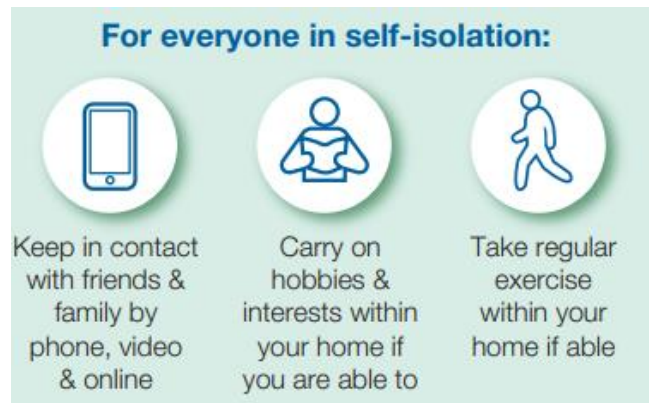 For everyone in self-isolation:
Keep in contact
with friends &
family by
phone, video
& online
Carry on
hobbies &
interests within
your home if
you are able to
Take regular
exercise
within your
home if able